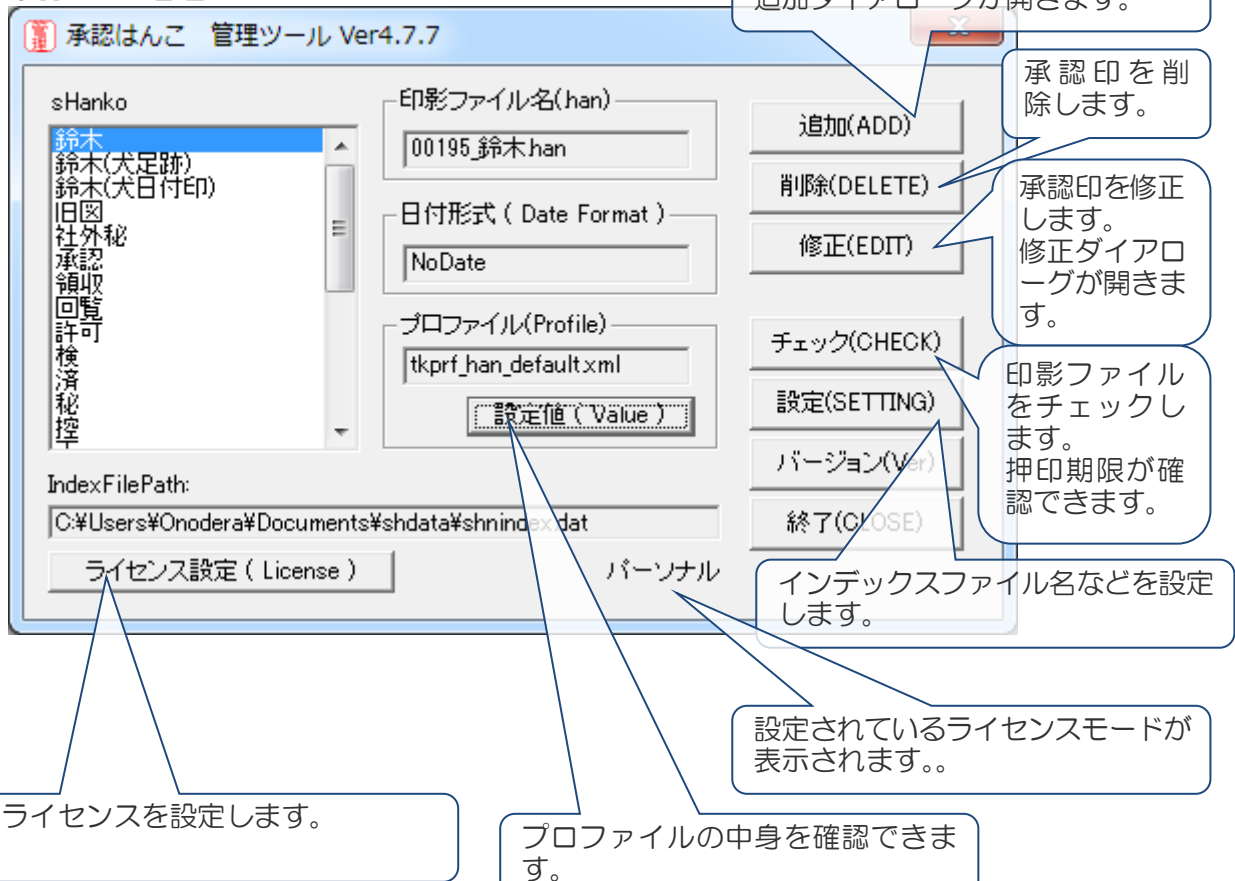 追加ダイアローグが開きます。
承認はんこ 管理ツール Ver4.7.7
sHanko
鈴木
鈴木(犬足跡)
鈴木(犬日付印)
旧図
社外秘
承認
領収
回覧
許可
検
済
秘
控
印影ファイル名(han)
00195_鈴木.han
日付形式 ( Date Format )
NoDate
プロファイル(Profile)
tkprf_han_default.xml
設定値 ( Value )
追加(ADD)
削除(DELETE)
修正(EDIT)
チェック(CHECK)
設定(SETTING)
バージョン(Ver)
終了(CLOSE)
IndexFilePath:
C:¥Users¥Onodera¥Documents¥shdata¥shnindex.dat
ライセンス設定 ( License )
パーソナル
承認印を削
除します。
承認印を修正
します。
修正ダイアロ
ーグが開きま
す。
印影ファイル
をチェックし
ます。
押印期限が確
認できます。
インデックスファイル名などを設定
します。
設定されているライセンスモードが
表示されます。。
ライセンスを設定します。
プロファイルの中身を確認できま
す。